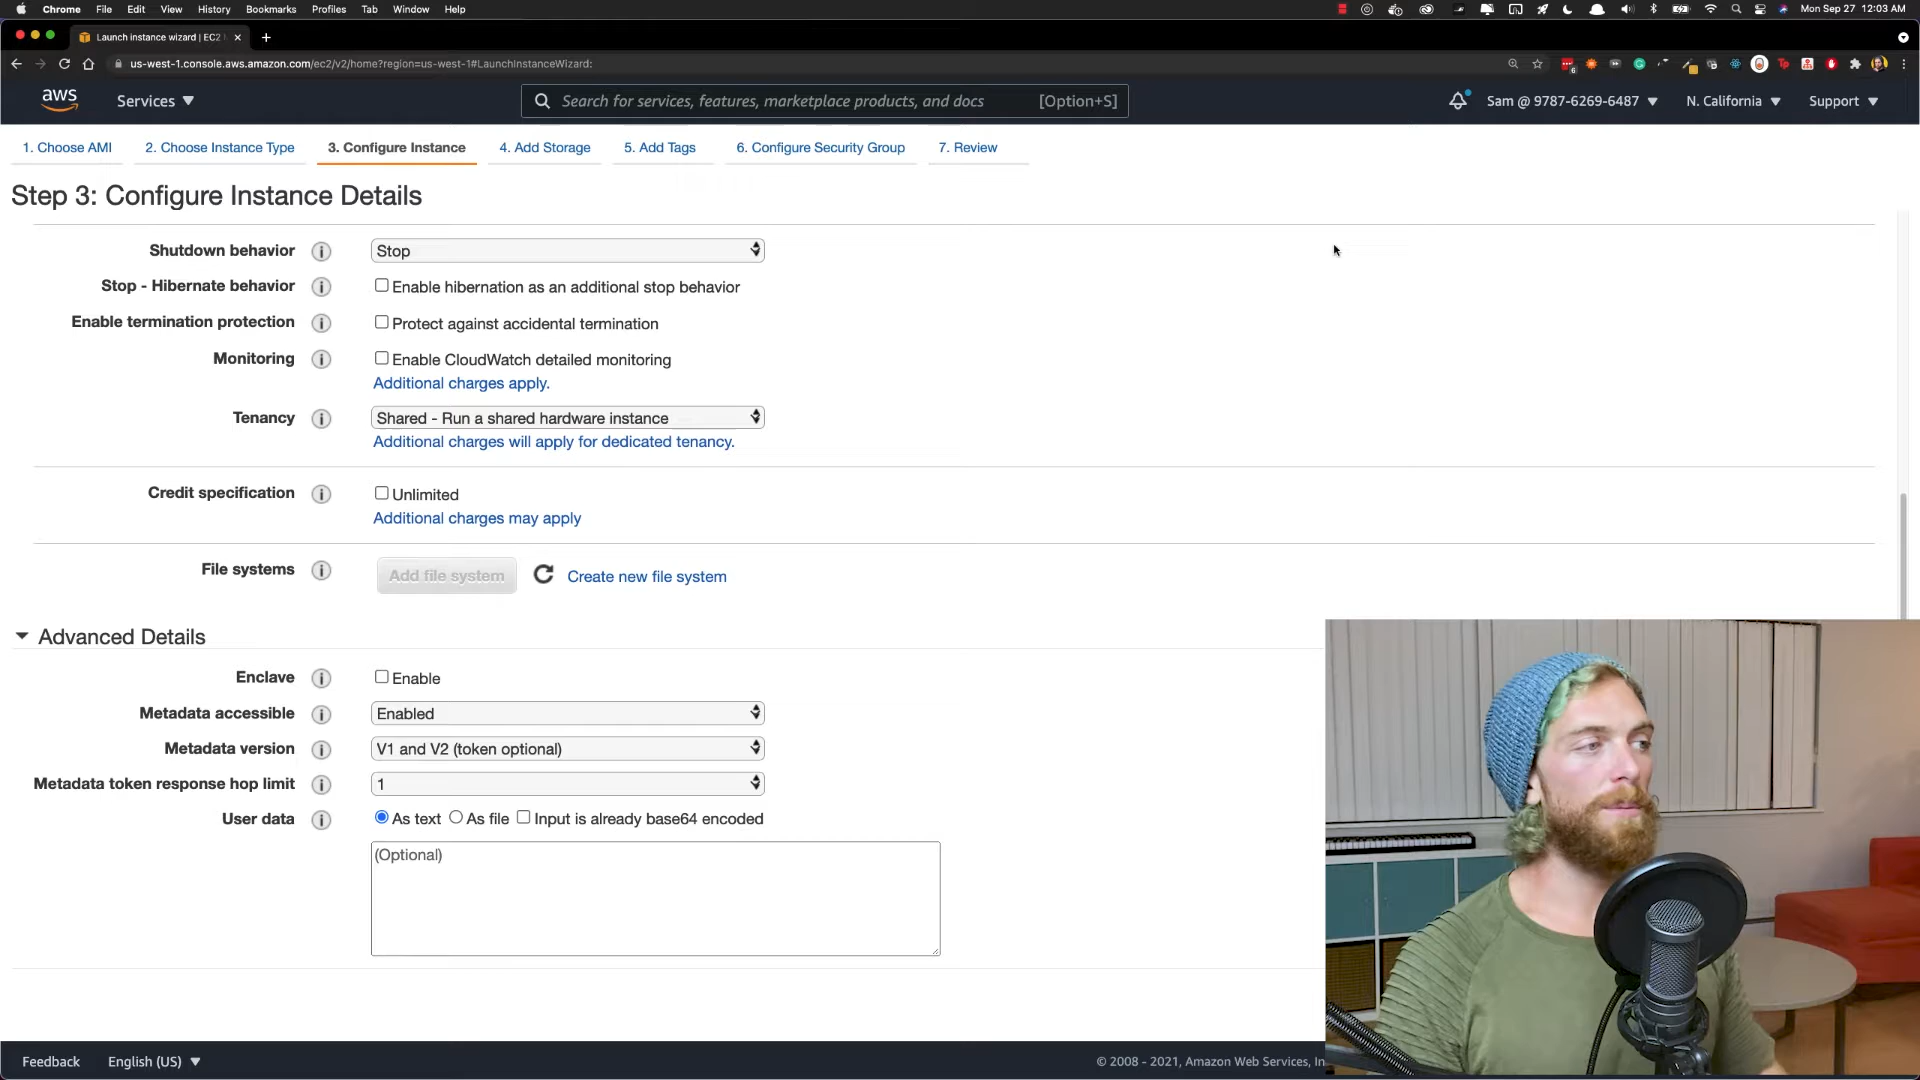 Chrome File Edit View History Bookmarks Profiles Tab Window Help Mon Sep 27 12:03 AM
Launch instance wizard | EC2
us-west-1.console.aws.amazon.com/ec2/v2/home?region=us-west-1#LaunchInstanceWizard:
aws Services Search for services, features, marketplace products, and docs [Option+S] Sam @ 9787-6269-6487 N. California Support
1. Choose AMI 2. Choose Instance Type 3. Configure Instance 4. Add Storage 5. Add Tags 6. Configure Security Group 7. Review
Step 3: Configure Instance Details
Shutdown behavior i Stop
Stop - Hibernate behavior i Enable hibernation as an additional stop behavior
Enable termination protection i Protect against accidental termination
Monitoring i Enable CloudWatch detailed monitoring
Additional charges apply.
Tenancy i Shared - Run a shared hardware instance
Additional charges will apply for dedicated tenancy.
Credit specification i Unlimited
Additional charges may apply
File systems i Add file system Create new file system
Advanced Details
Enclave i Enable
Metadata accessible i Enabled
Metadata version i V1 and V2 (token optional)
Metadata token response hop limit i 1
User data i As text As file Input is already base64 encoded
(Optional)
Feedback English (US) © 2008 - 2021, Amazon Web Services, In